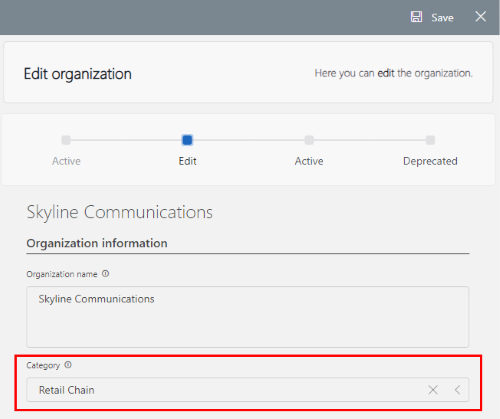 Save
Edit organization
Here you can edit the organization.
Active Edit Active Deprecated
Skyline Communications
Organization information
Organization name
Skyline Communications
Category
Retail Chain